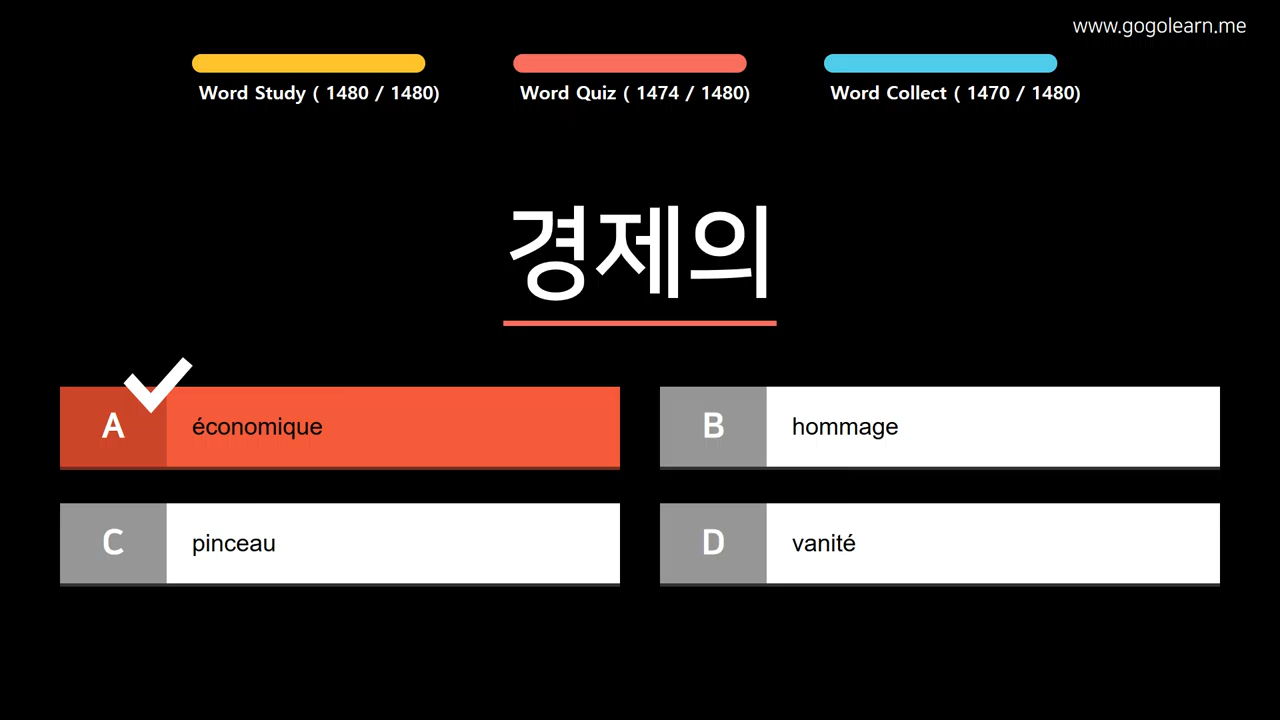 www.gogolearn.me
Word Study ( 1480 / 1480)
Word Quiz ( 1474 / 1480)
Word Collect ( 1470 / 1480)
경제의
A économique
B hommage
C pinceau
D vanité